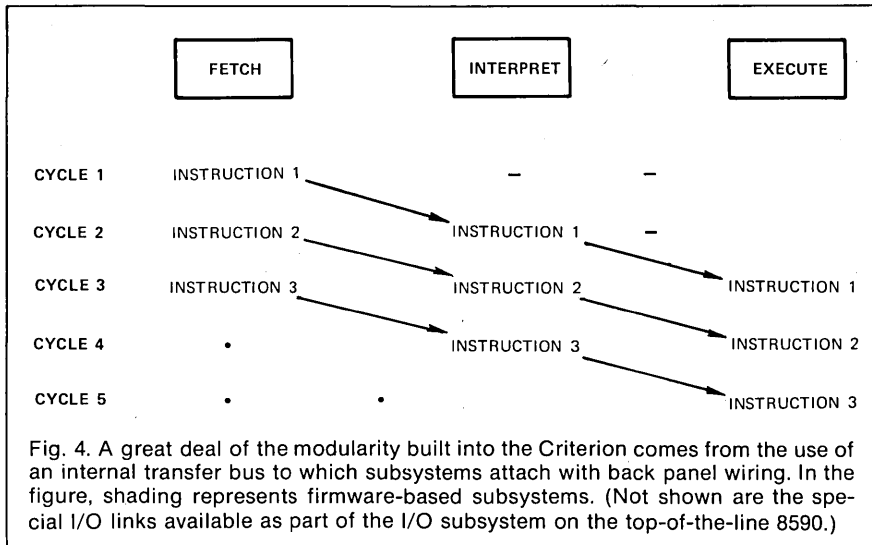 FETCH INTERPRET EXECUTE
CYCLE 1 INSTRUCTION 1 – –
CYCLE 2 INSTRUCTION 2 INSTRUCTION 1 –
CYCLE 3 INSTRUCTION 3 INSTRUCTION 2 INSTRUCTION 1
CYCLE 4 • INSTRUCTION 3 INSTRUCTION 2
CYCLE 5 • • INSTRUCTION 3
Fig. 4. A great deal of the modularity built into the Criterion comes from the use of
an internal transfer bus to which subsystems attach with back panel wiring. In the
figure, shading represents firmware-based subsystems. (Not shown are the spe-
cial I/O links available as part of the I/O subsystem on the top-of-the-line 8590.)